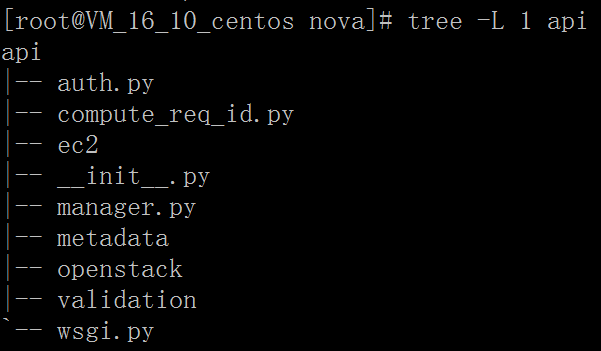 [root@VM_16_10_centos nova]# tree -L 1 api
api
|-- auth.py
|-- compute_req_id.py
|-- ec2
|-- __init__.py
|-- manager.py
|-- metadata
|-- openstack
|-- validation
`-- wsgi.py